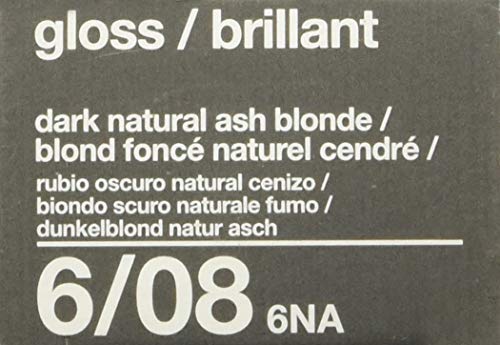 gloss / brillant
dark natural ash blonde /
blond foncé naturel cendré /
rubio oscuro natural cenizo /
biondo scuro naturale fumo /
dunkelblond natur asch
6/08 6NA